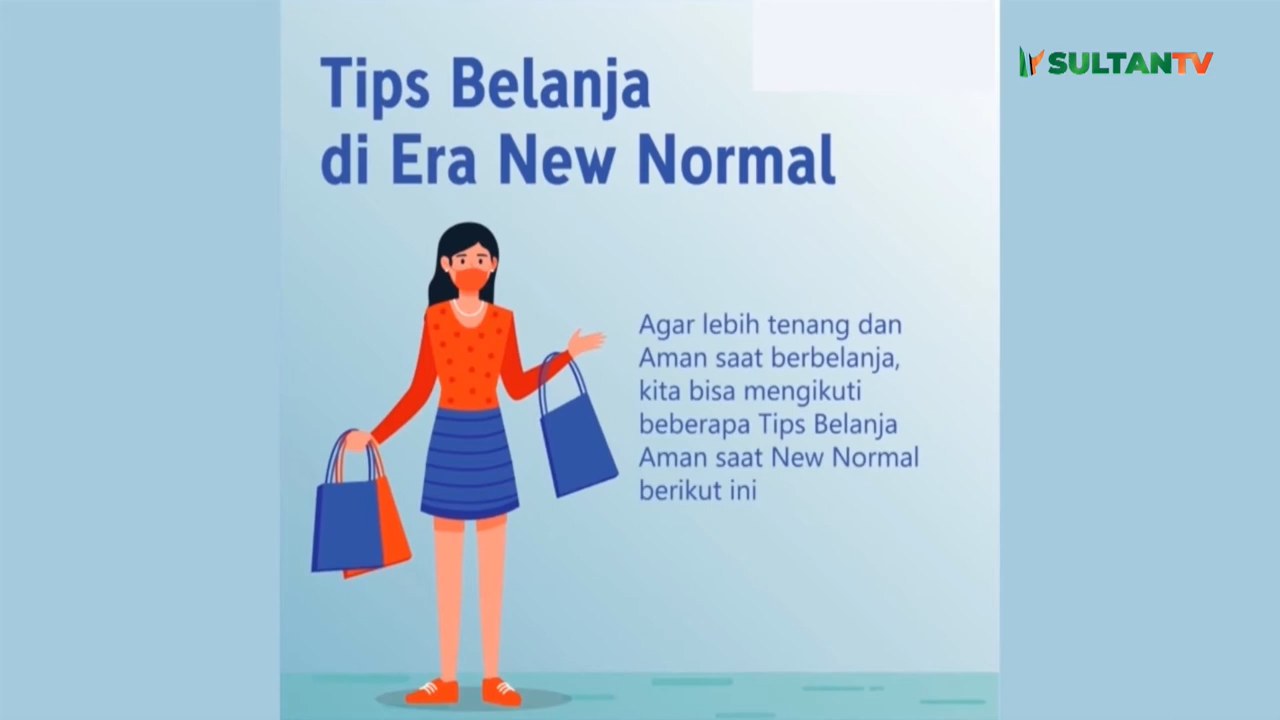 Tips Belanja
di Era New Normal
SULTANTV
Agar lebih tenang dan
Aman saat berbelanja,
kita bisa mengikuti
beberapa Tips Belanja
Aman saat New Normal
berikut ini